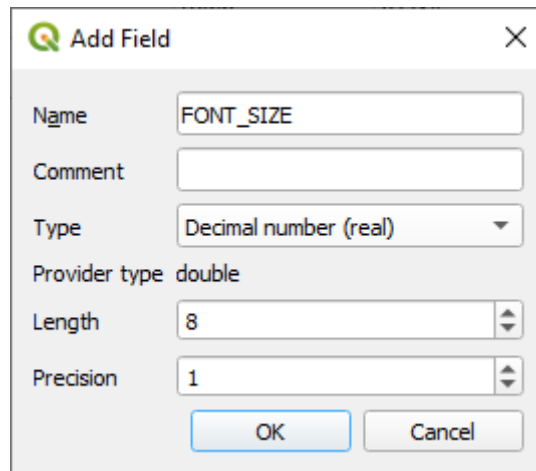 Add Field
Name FONT_SIZE
Comment
Type Decimal number (real)
Provider type double
Length 8
Precision 1
OK Cancel